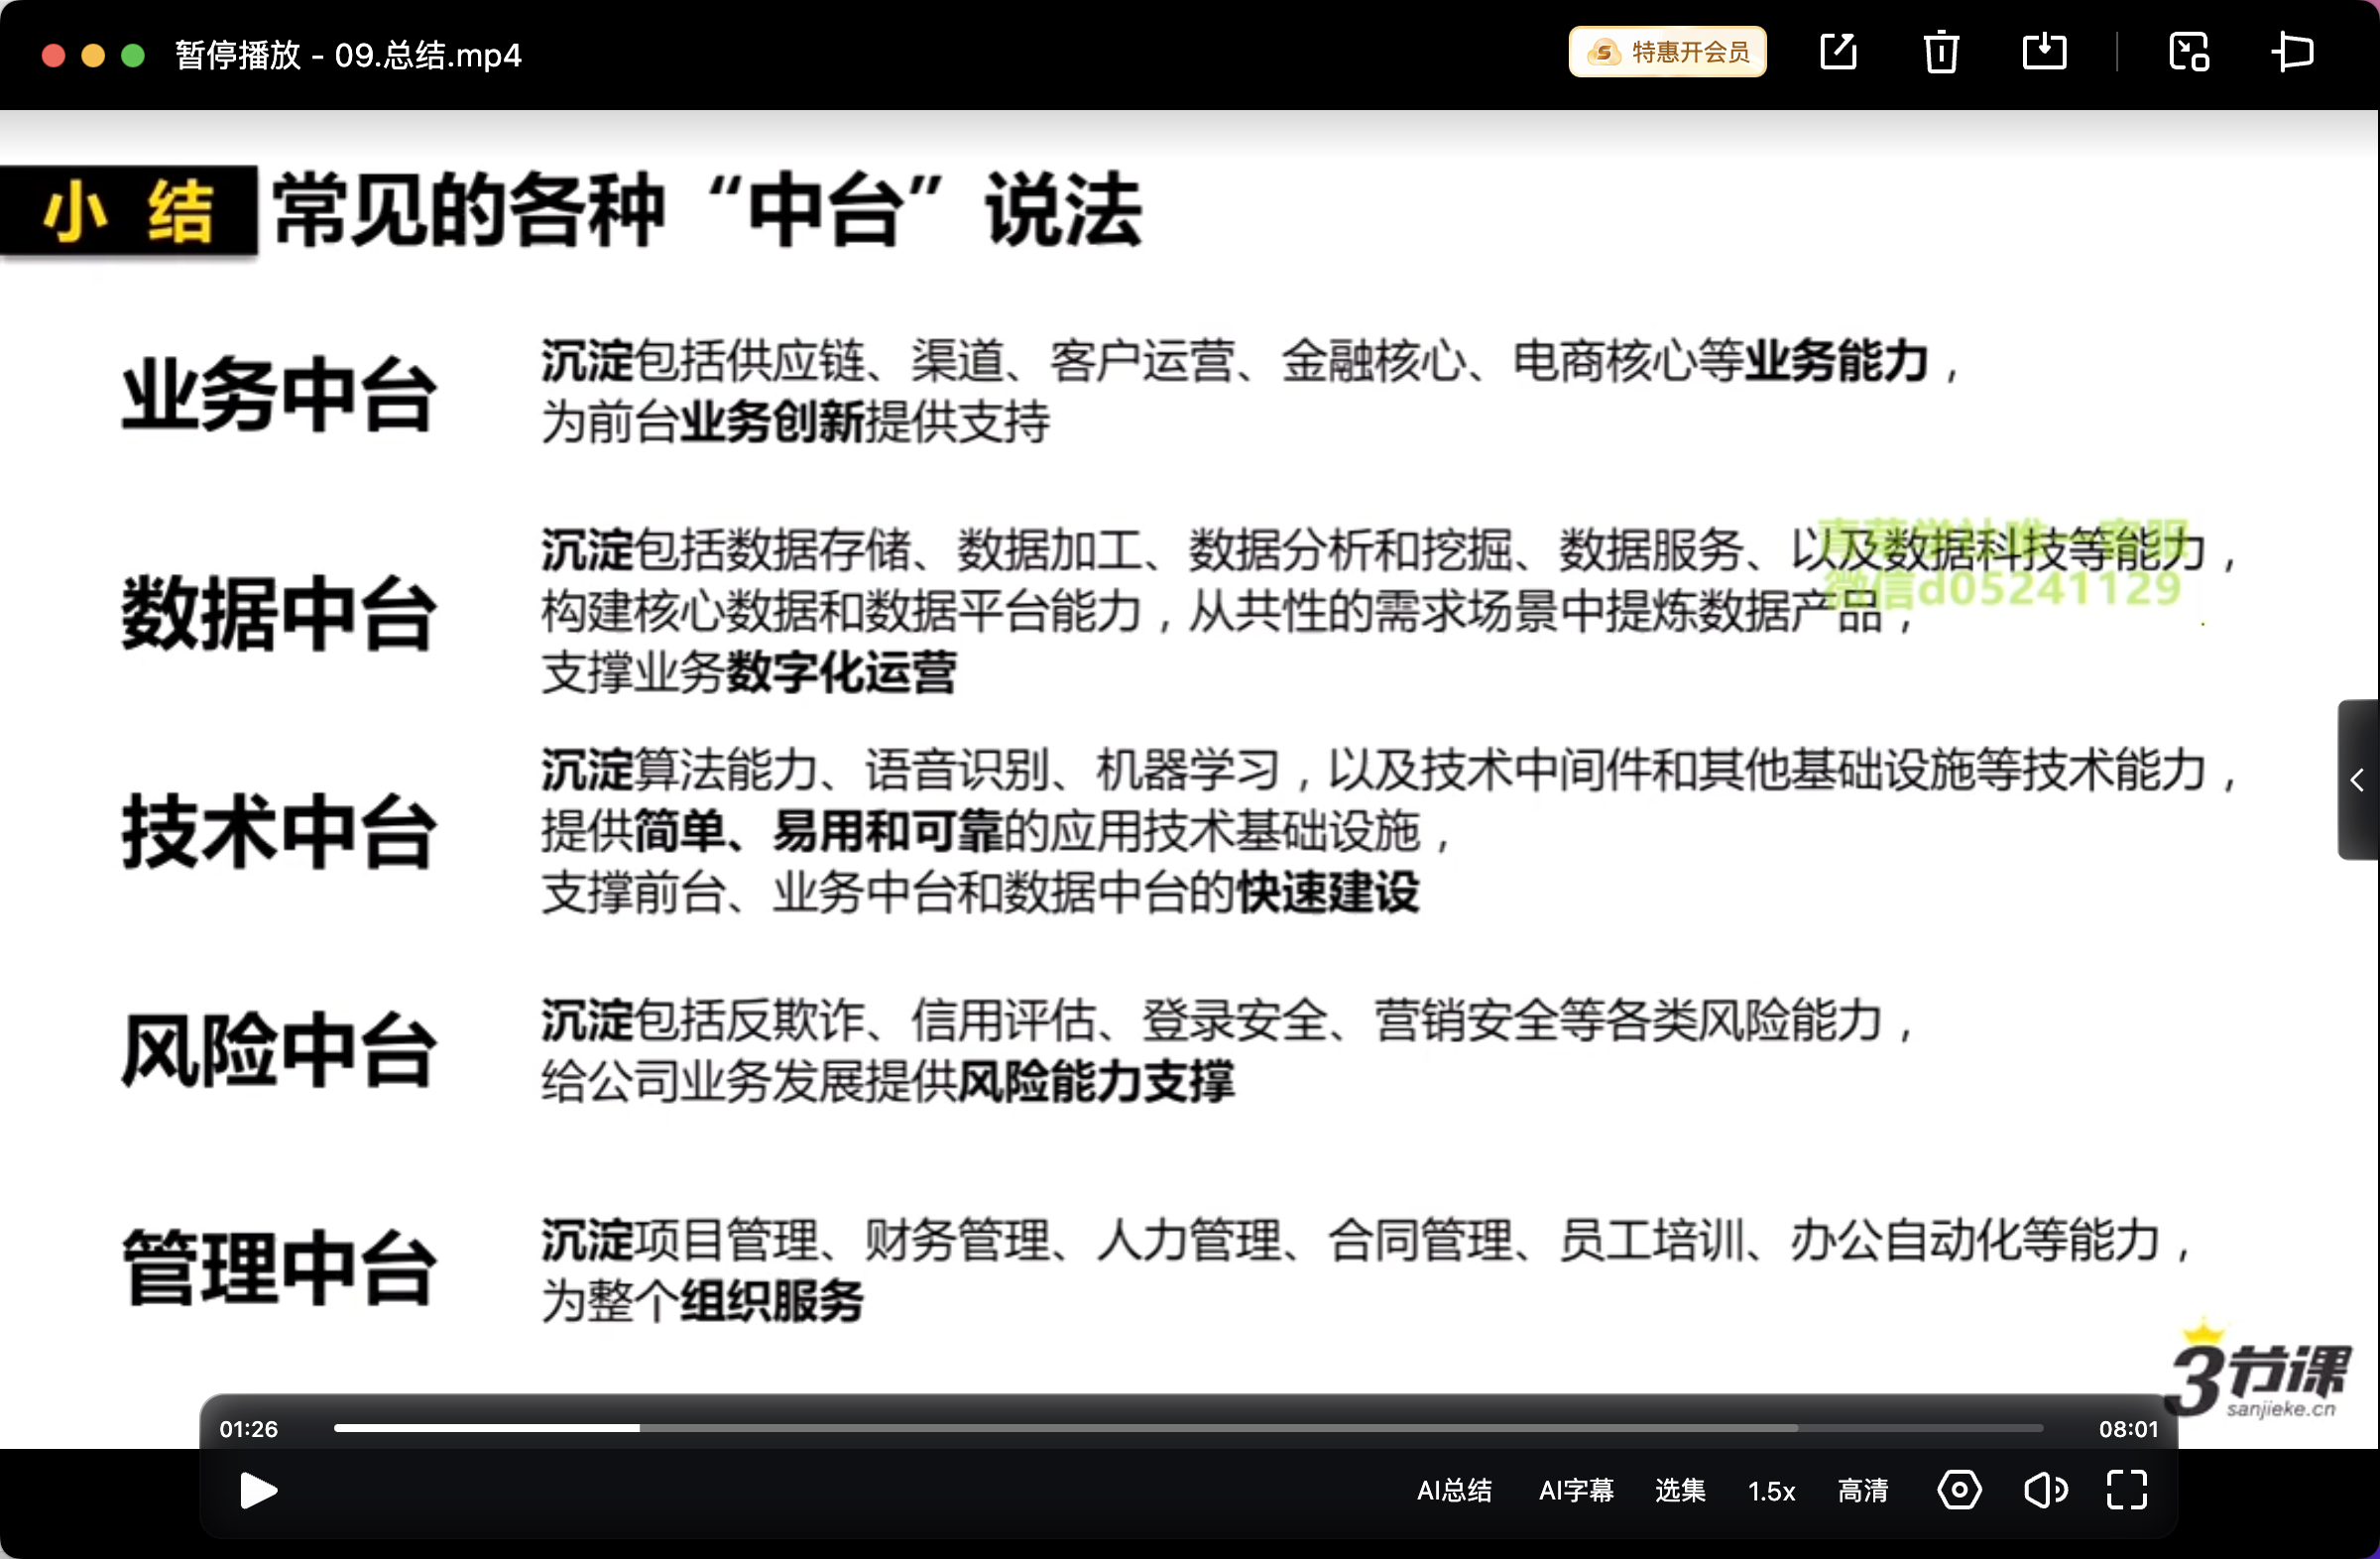 暂停播放 - 09.总结.mp4
特惠开会员
小 结 常见的各种“中台”说法
业务中台
沉淀包括供应链、渠道、客户运营、金融核心、电商核心等业务能力，
为前台业务创新提供支持
数据中台
沉淀包括数据存储、数据加工、数据分析和挖掘、数据服务、以及数据科技等能力，
构建核心数据和数据平台能力，从共性的需求场景中提炼数据产品，
支撑业务数字化运营
微信d05241129
技术中台
沉淀算法能力、语音识别、机器学习，以及技术中间件和其他基础设施等技术能力，
提供简单、易用和可靠的应用技术基础设施，
支撑前台、业务中台和数据中台的快速建设
风险中台
沉淀包括反欺诈、信用评估、登录安全、营销安全等各类风险能力，
给公司业务发展提供风险能力支撑
管理中台
沉淀项目管理、财务管理、人力管理、合同管理、员工培训、办公自动化等能力，
为整个组织服务
3节课
sanjieke.cn
01:26
08:01
AI总结 AI字幕 选集 1.5x 高清